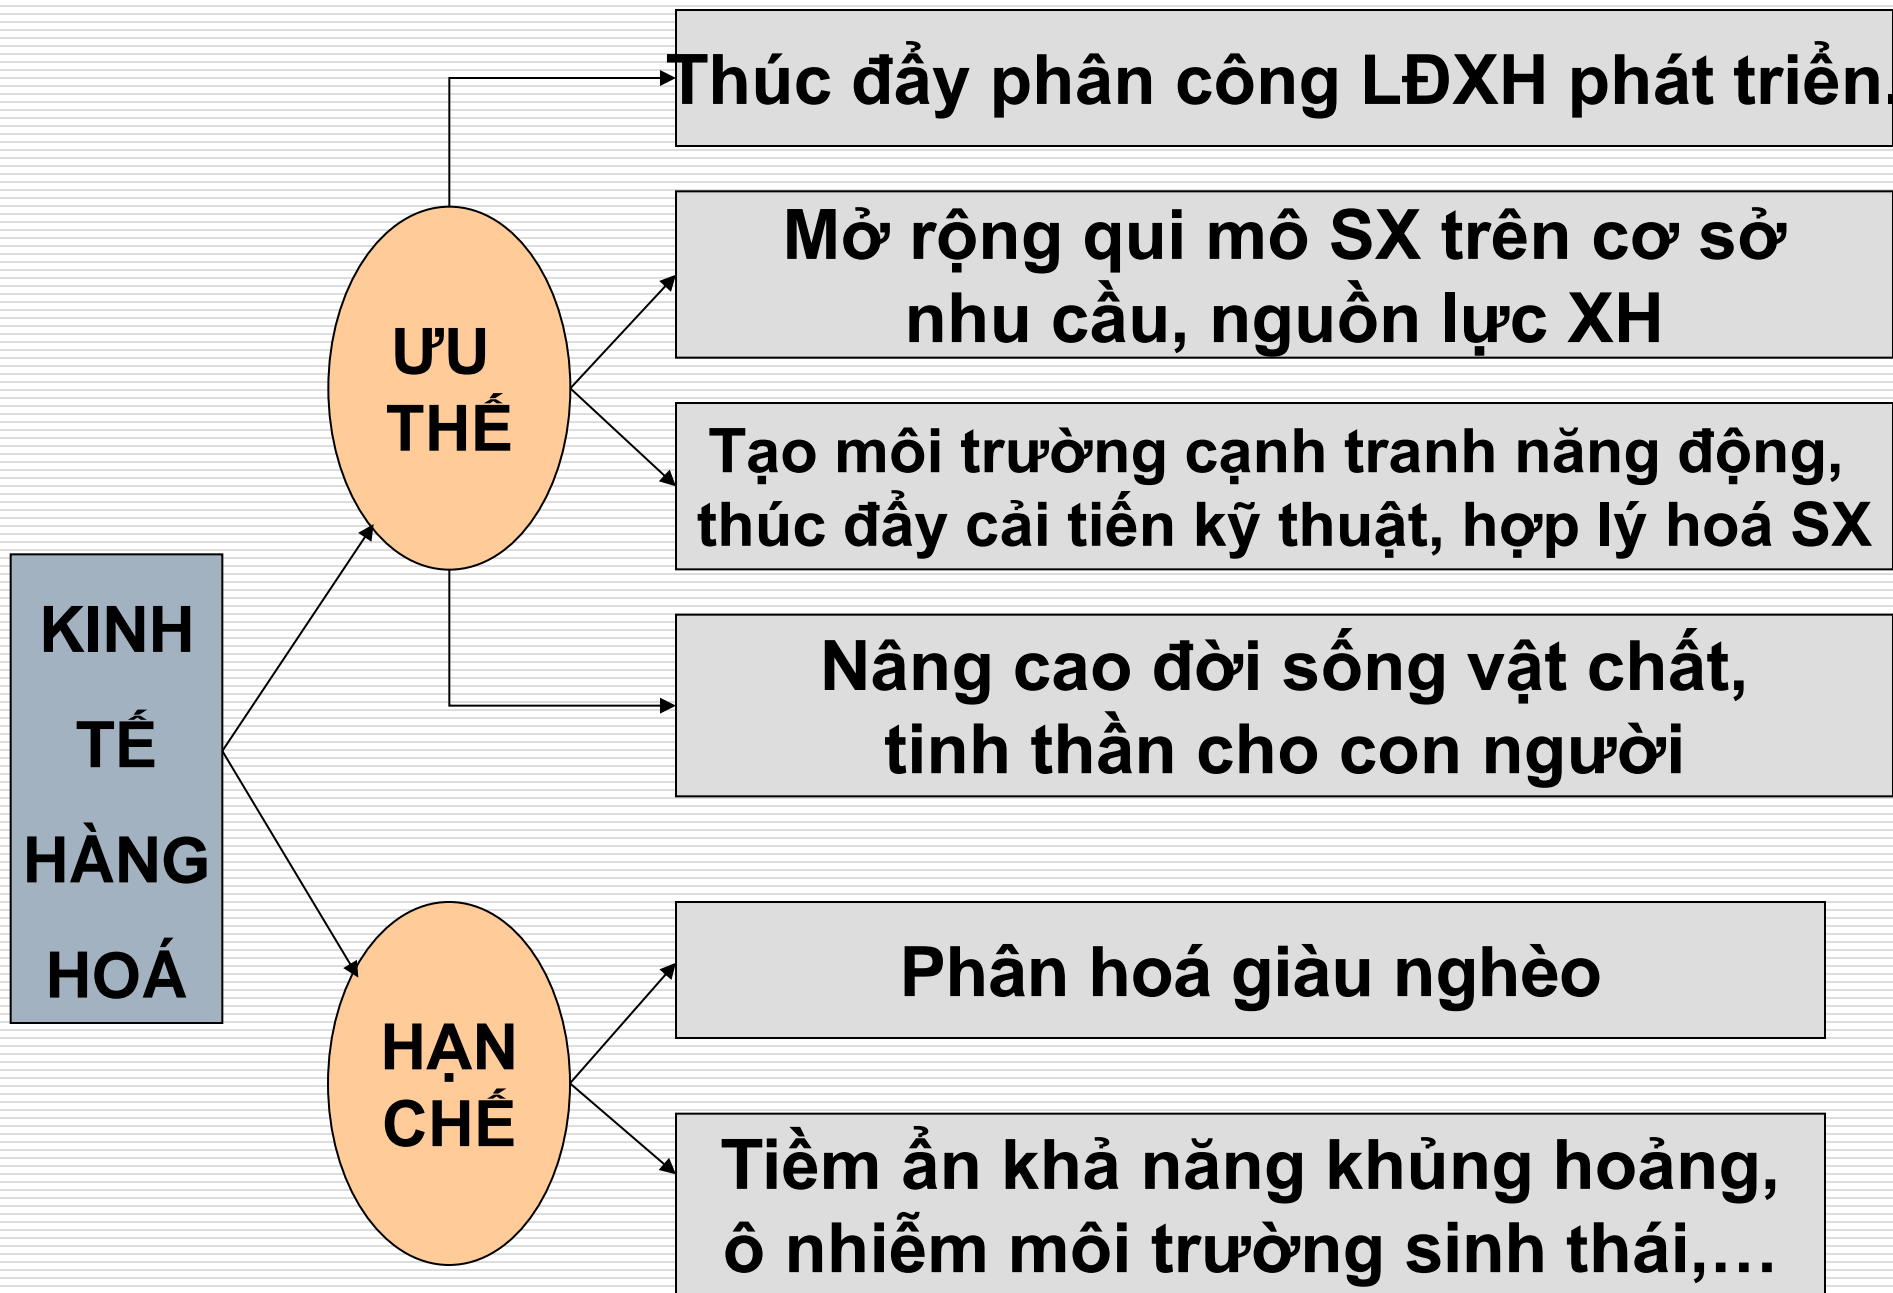 Thúc đẩy phân công LĐXH phát triển.
Mở rộng qui mô SX trên cơ sở
nhu cầu, nguồn lực XH
ƯU
THẾ
Tạo môi trường cạnh tranh năng động,
thúc đẩy cải tiến kỹ thuật, hợp lý hoá SX
KINH
TẾ
HÀNG
HOÁ
Nâng cao đời sống vật chất,
tinh thần cho con người
HẠN
CHẾ
Phân hoá giàu nghèo
Tiềm ẩn khả năng khủng hoảng,
ô nhiễm môi trường sinh thái,…